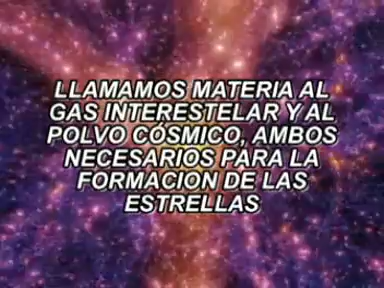 LLAMAMOS MATERIA AL
GAS INTERESTELAR Y AL
POLVO CÓSMICO, AMBOS
NECESARIOS PARA LA
FORMACION DE LAS
ESTRELLAS